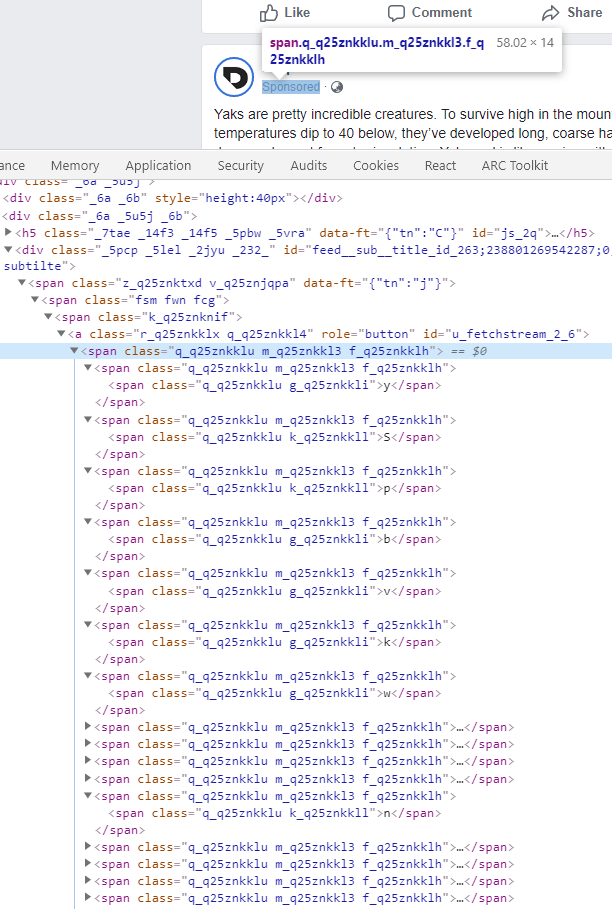 Like Comment Share
span.q_q25znkklu.m_q25znkkl3.f_q 58.02 × 14
25znkklh
Sponsored ·
Yaks are pretty incredible creatures. To survive high in the moun
temperatures dip to 40 below, they've developed long, coarse ha
ance Memory Application Security Audits Cookies React ARC Toolkit
div class="_6a _5u5j">
<div class="_6a _6b" style="height:40px"></div>
<div class="_6a _5u5j _6b">
▶<h5 class="_7tae _14f3 _14f5 _5pbw _5vra" data-ft="{"tn":"C"}" id="js_2q">…</h5>
▼<div class="_5pcp _5lel _2jyu _232_" id="feed__sub__title_id_263;238801269542287;0
subtilte">
▼<span class="z_q25znktxd v_q25znjqpa" data-ft="{"tn":"j"}">
▼<span class="fsm fwn fcg">
▼<span class="k_q25znknif">
▼<a class="r_q25znkklx q_q25znkkl4" role="button" id="u_fetchstream_2_6">
▼<span class="q_q25znkklu m_q25znkkl3 f_q25znkklh"> == $0
▼<span class="q_q25znkklu m_q25znkkl3 f_q25znkklh">
<span class="q_q25znkklu g_q25znkkli">y</span>
</span>
▼<span class="q_q25znkklu m_q25znkkl3 f_q25znkklh">
<span class="q_q25znkklu k_q25znkkll">S</span>
</span>
▼<span class="q_q25znkklu m_q25znkkl3 f_q25znkklh">
<span class="q_q25znkklu k_q25znkkll">p</span>
</span>
▼<span class="q_q25znkklu m_q25znkkl3 f_q25znkklh">
<span class="q_q25znkklu g_q25znkkli">b</span>
</span>
▼<span class="q_q25znkklu m_q25znkkl3 f_q25znkklh">
<span class="q_q25znkklu g_q25znkkli">v</span>
</span>
▼<span class="q_q25znkklu m_q25znkkl3 f_q25znkklh">
<span class="q_q25znkklu g_q25znkkli">k</span>
</span>
▼<span class="q_q25znkklu m_q25znkkl3 f_q25znkklh">
<span class="q_q25znkklu g_q25znkkli">w</span>
</span>
▶<span class="q_q25znkklu m_q25znkkl3 f_q25znkklh">…</span>
▶<span class="q_q25znkklu m_q25znkkl3 f_q25znkklh">…</span>
▶<span class="q_q25znkklu m_q25znkkl3 f_q25znkklh">…</span>
▶<span class="q_q25znkklu m_q25znkkl3 f_q25znkklh">…</span>
▼<span class="q_q25znkklu m_q25znkkl3 f_q25znkklh">
<span class="q_q25znkklu k_q25znkkll">n</span>
</span>
▶<span class="q_q25znkklu m_q25znkkl3 f_q25znkklh">…</span>
▶<span class="q_q25znkklu m_q25znkkl3 f_q25znkklh">…</span>
▶<span class="q_q25znkklu m_q25znkkl3 f_q25znkklh">…</span>
▶<span class="q_q25znkklu m_q25znkkl3 f_q25znkklh">…</span>